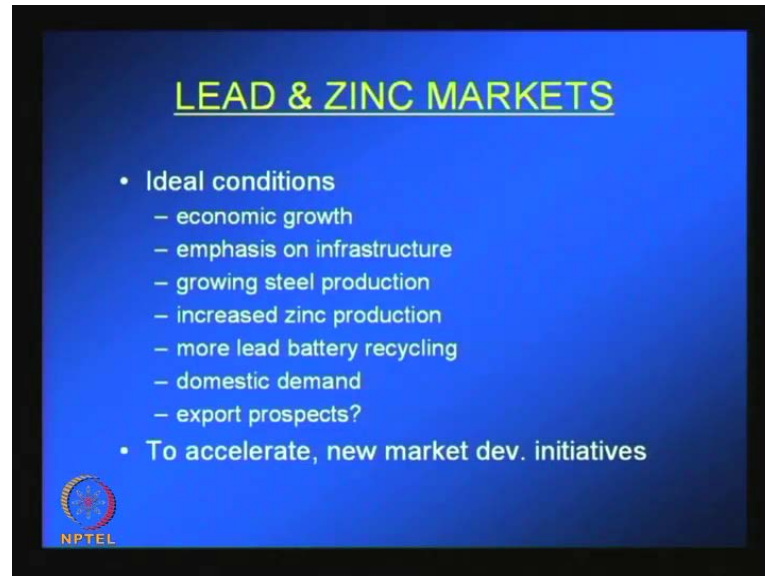 LEAD & ZINC MARKETS
• Ideal conditions
– economic growth
– emphasis on infrastructure
– growing steel production
– increased zinc production
– more lead battery recycling
– domestic demand
– export prospects?
• To accelerate, new market dev. initiatives
NPTEL